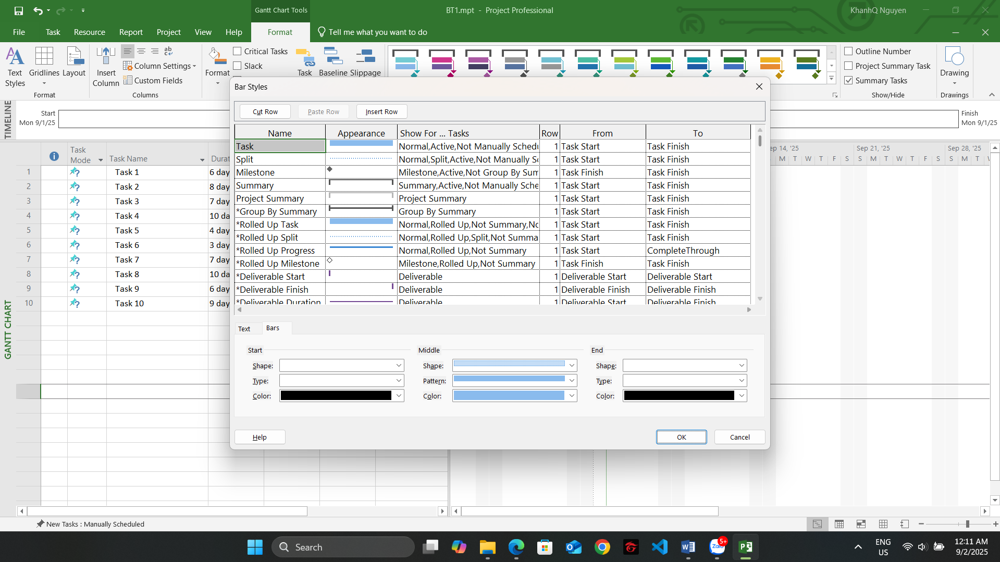 Gantt Chart Tools
BT1.mpt - Project Professional
KhanhQ Nguyen
File Task Resource Report Project View Help Format Tell me what you want to do
Text Styles
Gridlines
Layout
Format
Insert Column
Column Settings
Custom Fields
Columns
Format
Critical Tasks
Slack
Task
Baseline
Slippage
Outline Number
Project Summary Task
Summary Tasks
Show/Hide
Drawing
Drawings
TIMELINE
Start
Mon 9/1/25
Finish
Mon 9/1/25
Bar Styles
Cut Row Paste Row Insert Row
Name Appearance Show For ... Tasks Row From To
Task Normal,Active,Not Manually Schedu 1 Task Start Task Finish
Split Normal,Split,Active,Not Manually S 1 Task Start Task Finish
Milestone Milestone,Active,Not Group By Sum 1 Task Finish Task Finish
Summary Summary,Active,Not Manually Sche 1 Task Start Task Finish
Project Summary Project Summary 1 Task Start Task Finish
*Group By Summary Group By Summary 1 Task Start Task Finish
*Rolled Up Task Normal,Rolled Up,Not Summary,No 1 Task Start Task Finish
*Rolled Up Split Normal,Rolled Up,Split,Not Summa 1 Task Start Task Finish
*Rolled Up Progress Normal,Rolled Up,Not Summary 1 Task Start CompleteThrough
*Rolled Up Milestone Milestone,Rolled Up,Not Summary 1 Task Finish Task Finish
*Deliverable Start Deliverable 1 Deliverable Start Deliverable Start
*Deliverable Finish Deliverable 1 Deliverable Finish Deliverable Finish
*Deliverable Duration Deliverable 1 Deliverable Start Deliverable Finish
Text Bars
Start Middle End
Shape: Shape: Shape:
Type: Pattern: Type:
Color: Color: Color:
Help OK Cancel
Task Mode Task Name Durat
1 Task 1 6 day
2 Task 2 8 day
3 Task 3 7 day
4 Task 4 10 da
5 Task 5 4 day
6 Task 6 3 day
7 Task 7 7 day
8 Task 8 10 da
9 Task 9 6 day
10 Task 10 9 day
GANTT CHART
ep 14, '25 Sep 21, '25 Sep 28, '25
M T W T F S S M T W T F S S M T
New Tasks : Manually Scheduled
Search
5+
Zalo
ENG
US
12:11 AM
9/2/2025